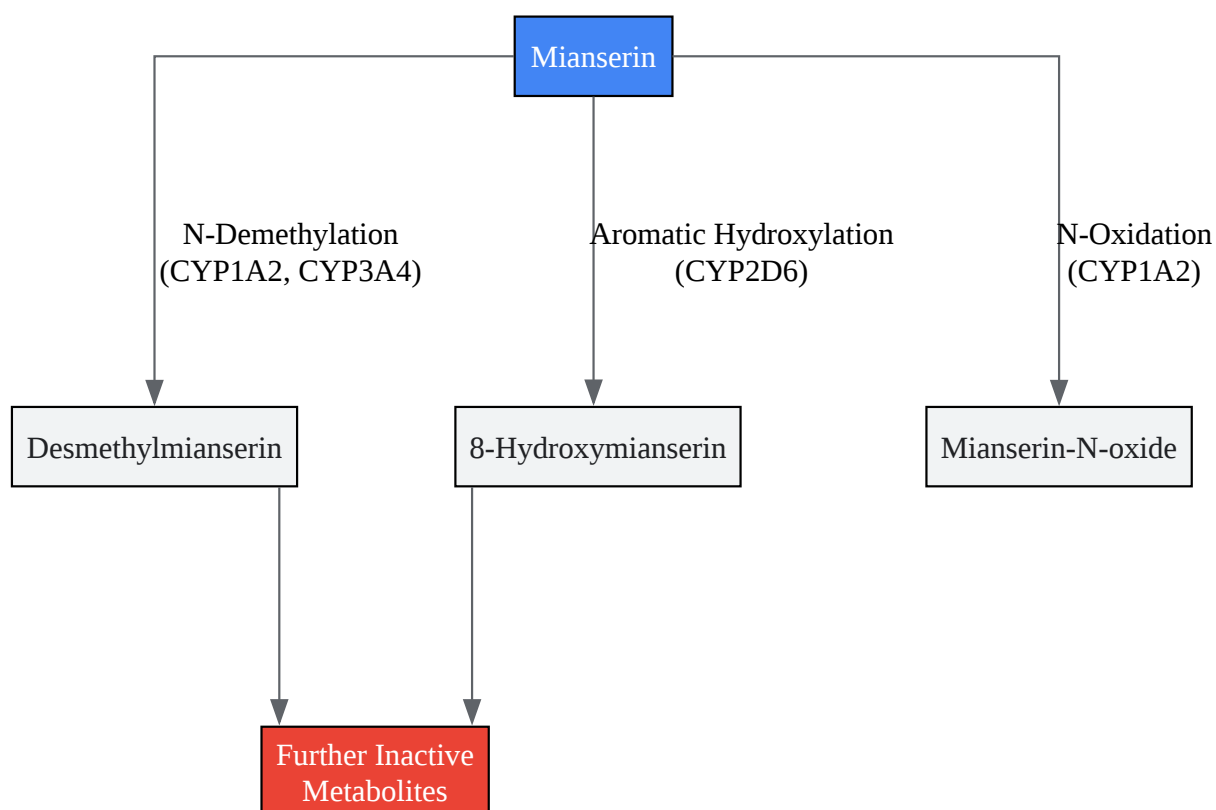 Mianserin
N-Demethylation
(CYP1A2, CYP3A4)
Aromatic Hydroxylation
(CYP2D6)
N-Oxidation
(CYP1A2)
Desmethylmianserin
8-Hydroxymianserin
Mianserin-N-oxide
Further Inactive
Metabolites